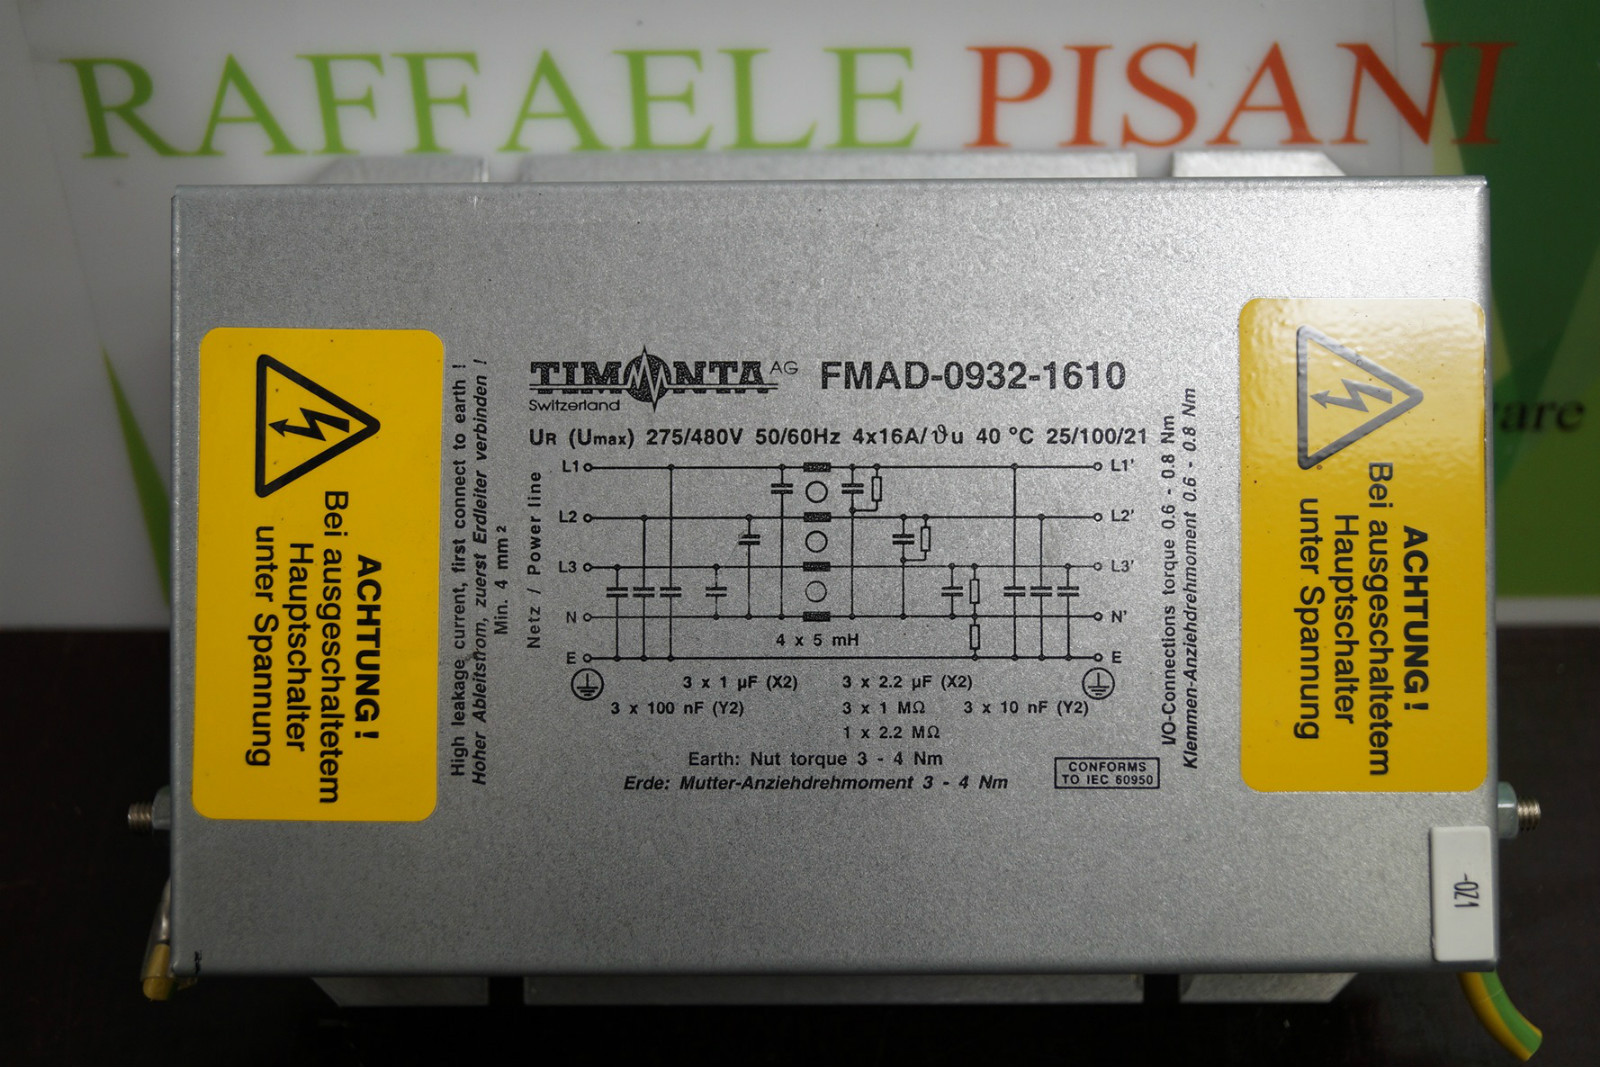 RAFFAELE PISANI
are
TIMONTA AG FMAD-0932-1610
Switzerland
UR (Umax) 275/480V 50/60Hz 4x16A/ϑu 40 °C 25/100/21
L1 L1'
L2 L2'
L3 L3'
N N'
4 x 5 mH
E E
3 x 1 µF (X2) 3 x 2.2 µF (X2)
3 x 100 nF (Y2) 3 x 1 MΩ 3 x 10 nF (Y2)
1 x 2.2 MΩ
Earth: Nut torque 3 - 4 Nm
Erde: Mutter-Anziehdrehmoment 3 - 4 Nm
CONFORMS
TO IEC 60950
High leakage current, first connect to earth !
Hoher Ableitstrom, zuerst Erdleiter verbinden !
Min. 4 mm²
Netz / Power line
I/O-Connections torque 0.6 - 0.8 Nm
Klemmen-Anziehdrehmoment 0.6 - 0.8 Nm
ACHTUNG !
Bei ausgeschaltetem
Hauptschalter
unter Spannung
ACHTUNG !
Bei ausgeschaltetem
Hauptschalter
unter Spannung
-0Z1